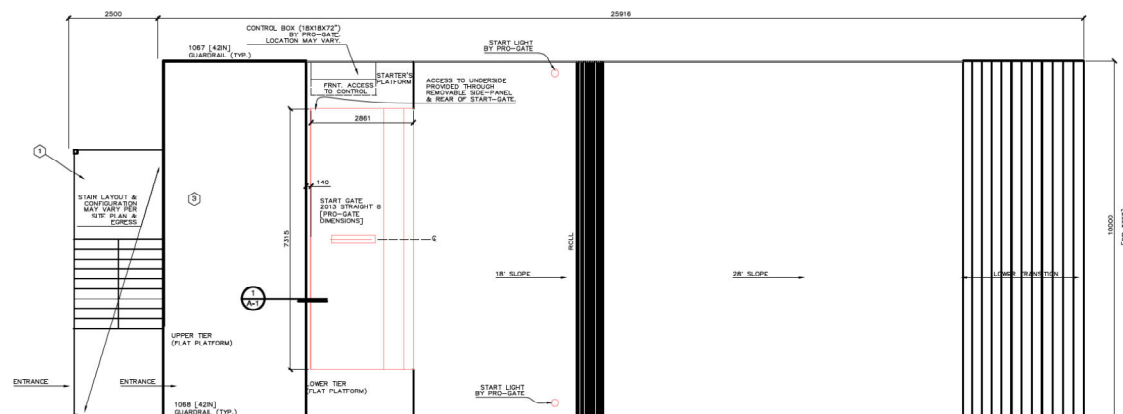 2500
25916
CONTROL BOX (18X18X72")
BY PRO-GATE.
LOCATION MAY VARY.
1067 [42IN]
GUARDRAIL (TYP.)
START LIGHT
BY PRO-GATE
STARTER'S
PLATFORM
FRNT. ACCESS
TO CONTROL
ACCESS TO UNDERSIDE
PROVIDED THROUGH
REMOVABLE SIDE-PANEL
& REAR OF START-GATE.
2861
1
3
140
STAIR LAYOUT &
CONFIGURATION
MAY VARY PER
SITE PLAN &
EGRESS
START GATE
2013 STRAIGHT 8
[PRO-GATE
DIMENSIONS]
7315
RCLL
10000
18' SLOPE
28' SLOPE
LOWER TRANSITION
1
A-1
UPPER TIER
(FLAT PLATFORM)
ENTRANCE
ENTRANCE
LOWER TIER
(FLAT PLATFORM)
START LIGHT
BY PRO-GATE
1068 [42IN]
GUARDRAIL (TYP.)